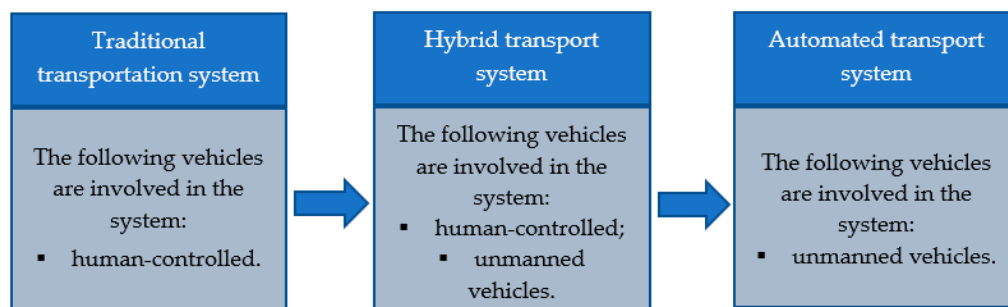 Traditional
transportation system
The following vehicles
are involved in the
system:
▪ human-controlled.
Hybrid transport
system
The following vehicles
are involved in the
system:
▪ human-controlled;
▪ unmanned
vehicles.
Automated transport
system
The following vehicles
are involved in the
system:
▪ unmanned vehicles.